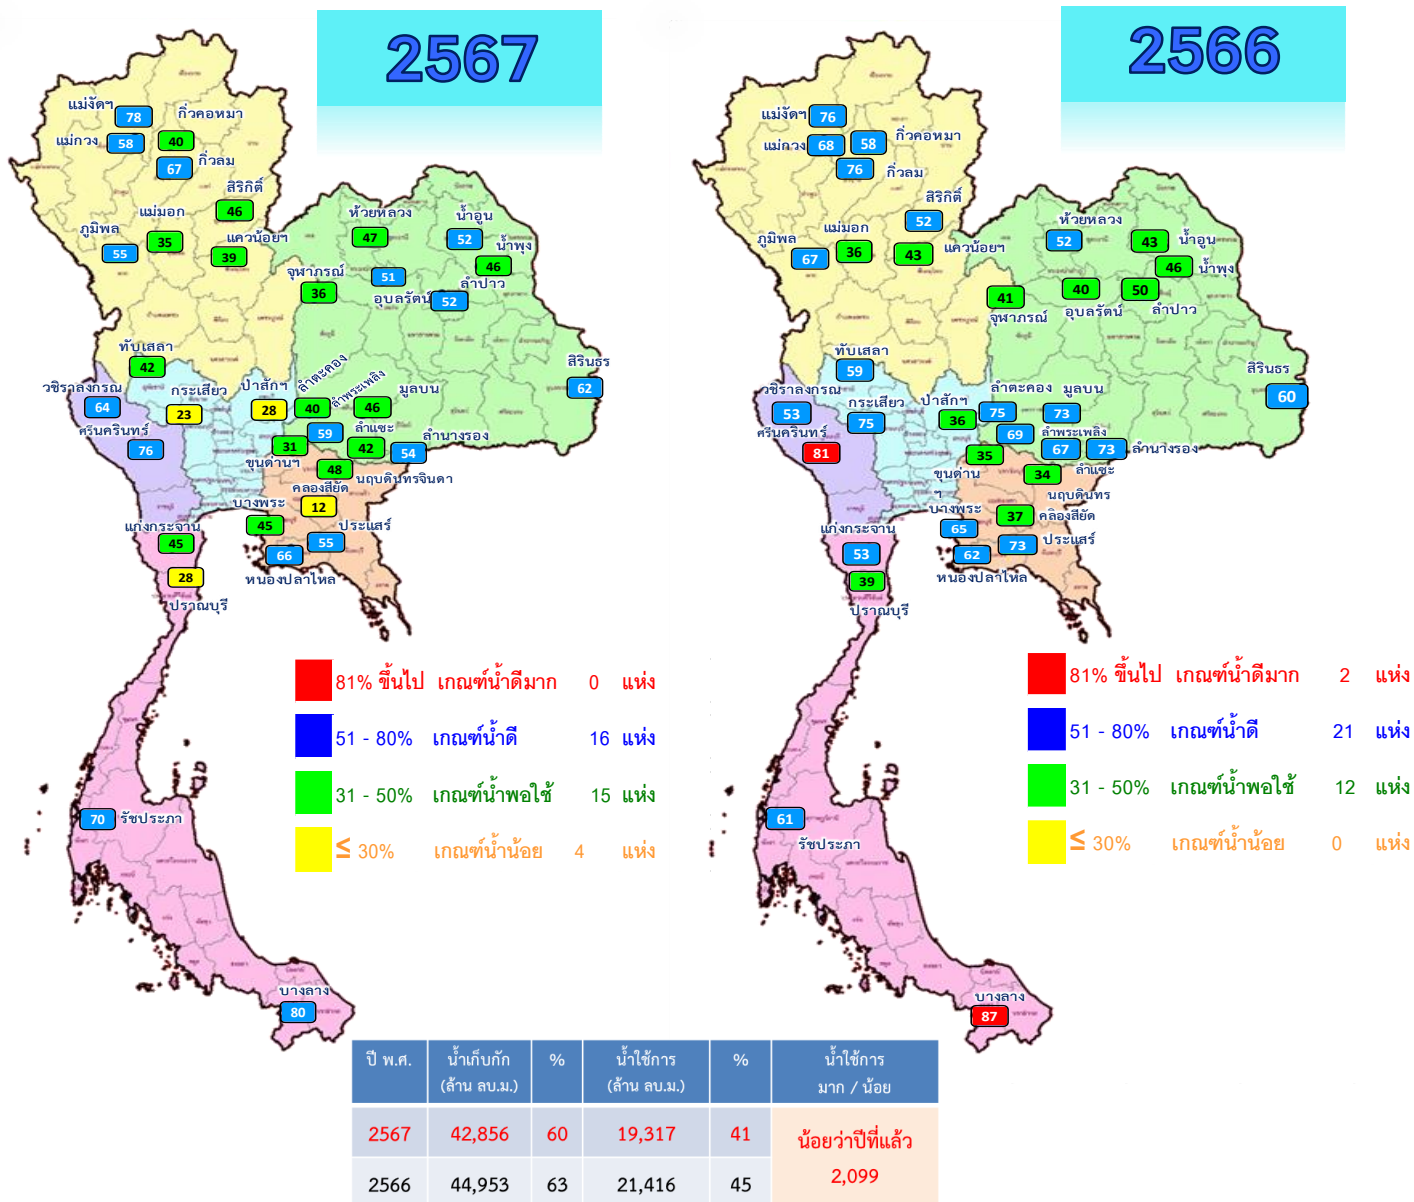 2567
แม่งัดฯ
78
กิ่วคอหมา
แม่กวง
58
40
67
กิ่วลม
สิริกิติ์
46
แม่มอก
ภูมิพล
35
55
แควน้อยฯ
39
ห้วยหลวง
47
น้ำอูน
52
น้ำพุง
46
จุฬาภรณ์
36
51
อุบลรัตน์
ลำปาว
52
ทับเสลา
42
วชิราลงกรณ
64
กระเสียว
23
ป่าสักฯ
28
ลำตะคอง
40
ลำพระเพลิง
59
มูลบน
46
สิรินธร
62
ศรีนครินทร์
76
31
ขุนด่านฯ
ลำแซะ
42
ลำนางรอง
54
48
นฤบดินทรจินดา
คลองสียัด
12
บางพระ
45
ประแสร์
55
66
หนองปลาไหล
แก่งกระจาน
45
28
ปราณบุรี
70
รัชประภา
บางลาง
80
81% ขึ้นไป เกณฑ์น้ำดีมาก 0 แห่ง
51 - 80% เกณฑ์น้ำดี 16 แห่ง
31 - 50% เกณฑ์น้ำพอใช้ 15 แห่ง
≤ 30% เกณฑ์น้ำน้อย 4 แห่ง
2566
แม่งัดฯ
76
แม่กวง
68
58
กิ่วคอหมา
76
กิ่วลม
สิริกิติ์
52
แม่มอก
36
ภูมิพล
67
43
แควน้อยฯ
ห้วยหลวง
52
43
น้ำอูน
46
น้ำพุง
41
จุฬาภรณ์
40
อุบลรัตน์
50
ลำปาว
ทับเสลา
59
วชิราลงกรณ
53
กระเสียว
75
ป่าสักฯ
36
ลำตะคอง
75
มูลบน
73
สิรินธร
60
ศรีนครินทร์
81
69
ลำพระเพลิง
67
73
ลำนางรอง
35
ขุนด่าน
ฯ
ลำแซะ
34
นฤบดินทร
37
คลองสียัด
บางพระ
65
73
ประแสร์
62
หนองปลาไหล
แก่งกระจาน
53
39
ปราณบุรี
61
รัชประภา
บางลาง
87
81% ขึ้นไป เกณฑ์น้ำดีมาก 2 แห่ง
51 - 80% เกณฑ์น้ำดี 21 แห่ง
31 - 50% เกณฑ์น้ำพอใช้ 12 แห่ง
≤ 30% เกณฑ์น้ำน้อย 0 แห่ง
ปี พ.ศ. น้ำเก็บกัก % น้ำใช้การ % น้ำใช้การ
(ล้าน ลบ.ม.) (ล้าน ลบ.ม.) มาก / น้อย
2567 42,856 60 19,317 41 น้อยว่าปีที่แล้ว
2,099
2566 44,953 63 21,416 45